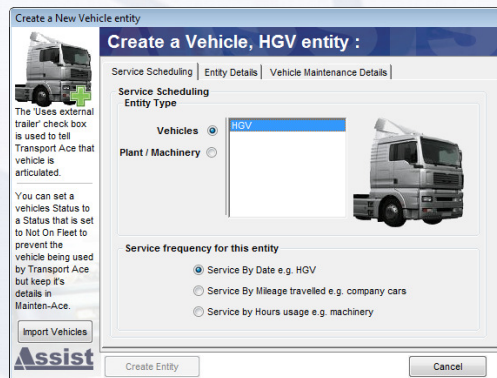 Create a New Vehicle entity
Create a Vehicle, HGV entity :
Service Scheduling
Entity Details
Vehicle Maintenance Details
The 'Uses external
trailer' check box
is used to tell
Transport Ace that
vehicle is
articulated.
You can set a
vehicles Status to
a Status that is set
to Not On Fleet to
prevent the
vehicle being used
by Transport Ace
but keep it's
details in
Mainten-Ace.
Import Vehicles
Assist
Service Scheduling
Entity Type
Vehicles
HGV
Plant / Machinery
Service frequency for this entity
Service By Date e.g. HGV
Service By Mileage travelled e.g. company cars
Service by Hours usage e.g. machinery
Create Entity
Cancel